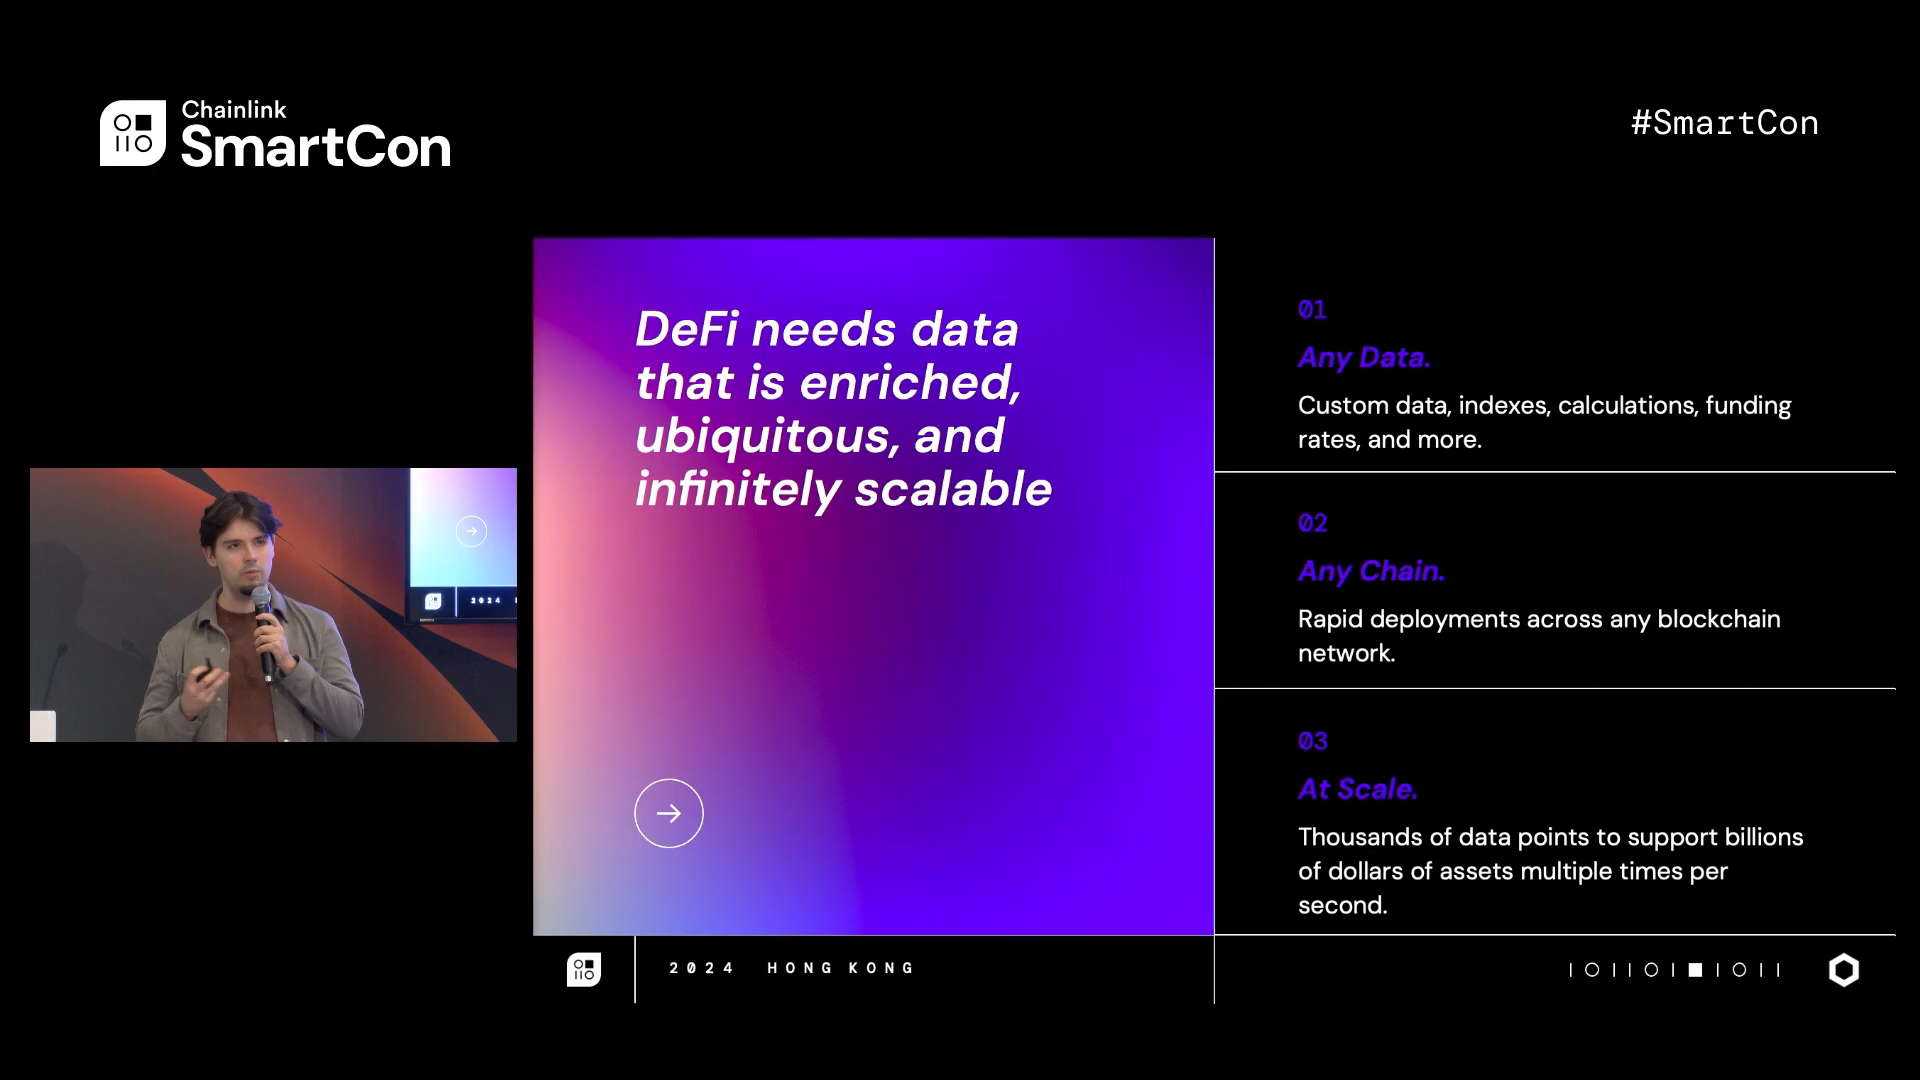 Chainlink
SmartCon
#SmartCon
DeFi needs data
that is enriched,
ubiquitous, and
infinitely scalable
01
Any Data.
Custom data, indexes, calculations, funding
rates, and more.
02
Any Chain.
Rapid deployments across any blockchain
network.
03
At Scale.
Thousands of data points to support billions
of dollars of assets multiple times per
second.
2024
2024 HONG KONG